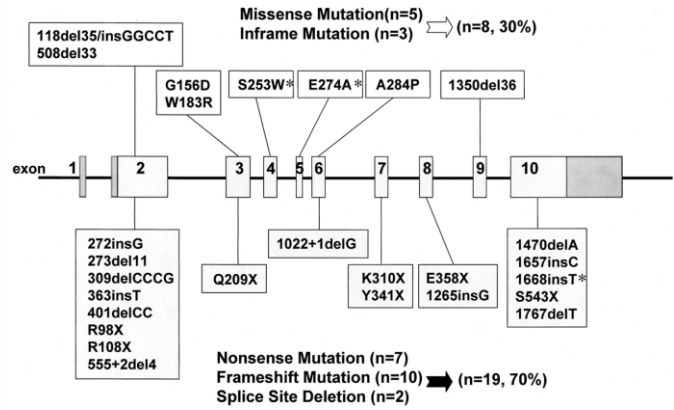 Missense Mutation(n=5)
Inframe Mutation (n=3)
(n=8, 30%)
118del35/insGGCCT
508del33
G156D
W183R
S253W*
E274A*
A284P
1350del36
exon 1 2 3 4 5 6 7 8 9 10
272insG
273del11
309delCCCG
363insT
401delCC
R98X
R108X
555+2del4
Q209X
1022+1delG
K310X
Y341X
E358X
1265insG
1470delA
1657insC
1668insT*
S543X
1767delT
Nonsense Mutation (n=7)
Frameshift Mutation (n=10)
Splice Site Deletion (n=2)
(n=19, 70%)